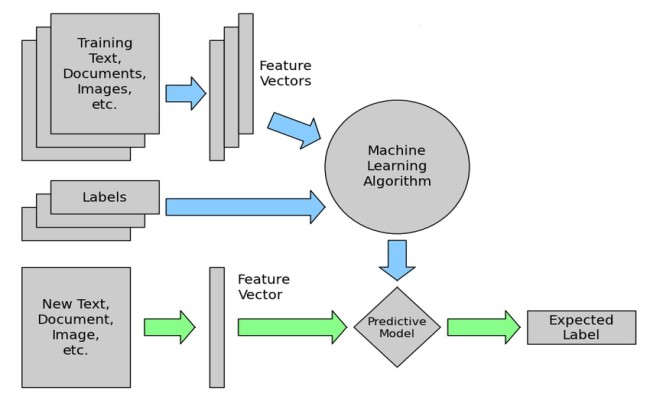 Training
Text,
Documents,
Images,
etc.
Feature
Vectors
Machine
Learning
Algorithm
Labels
New Text,
Document,
Image,
etc.
Feature
Vector
Predictive
Model
Expected
Label